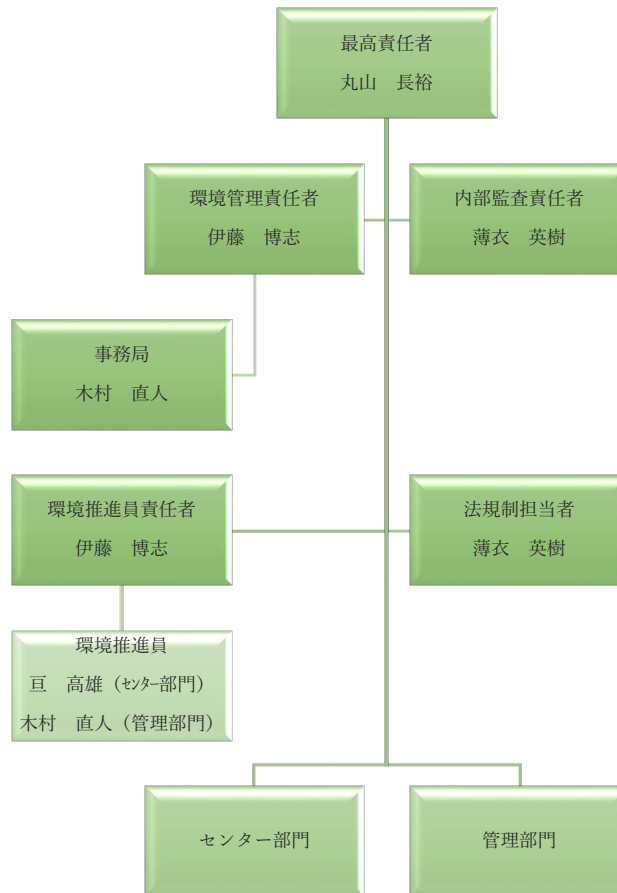 最高責任者
丸山　長裕
環境管理責任者
伊藤　博志
内部監査責任者
薄衣　英樹
事務局
木村　直人
環境推進員責任者
伊藤　博志
法規制担当者
薄衣　英樹
環境推進員
亘　高雄（ｾﾝﾀｰ部門）
木村　直人（管理部門）
センター部門
管理部門